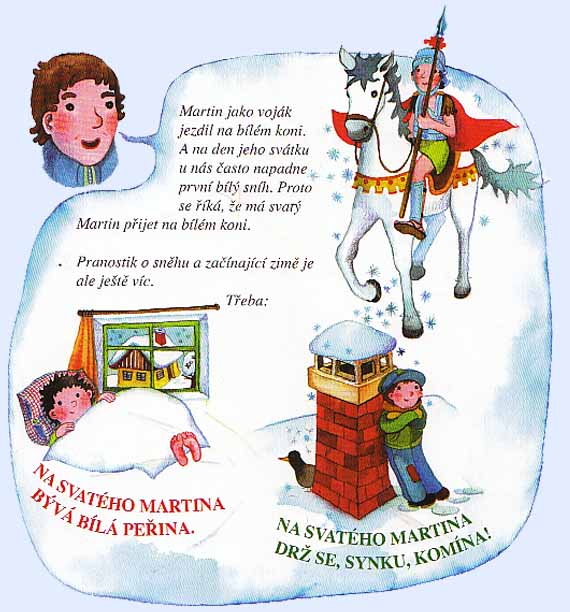 Martin jako voják
jezdil na bílém koni.
A na den jeho svátku
u nás často napadne
první bílý sníh. Proto
se říká, že má svatý
Martin přijet na bílém koni.
Pranostik o sněhu a začínající zimě je
ale ještě víc.
Třeba:
NA SVATÉHO MARTINA
BÝVÁ BÍLÁ PEŘINA.
NA SVATÉHO MARTINA
DRŽ SE, SYNKU, KOMÍNA!